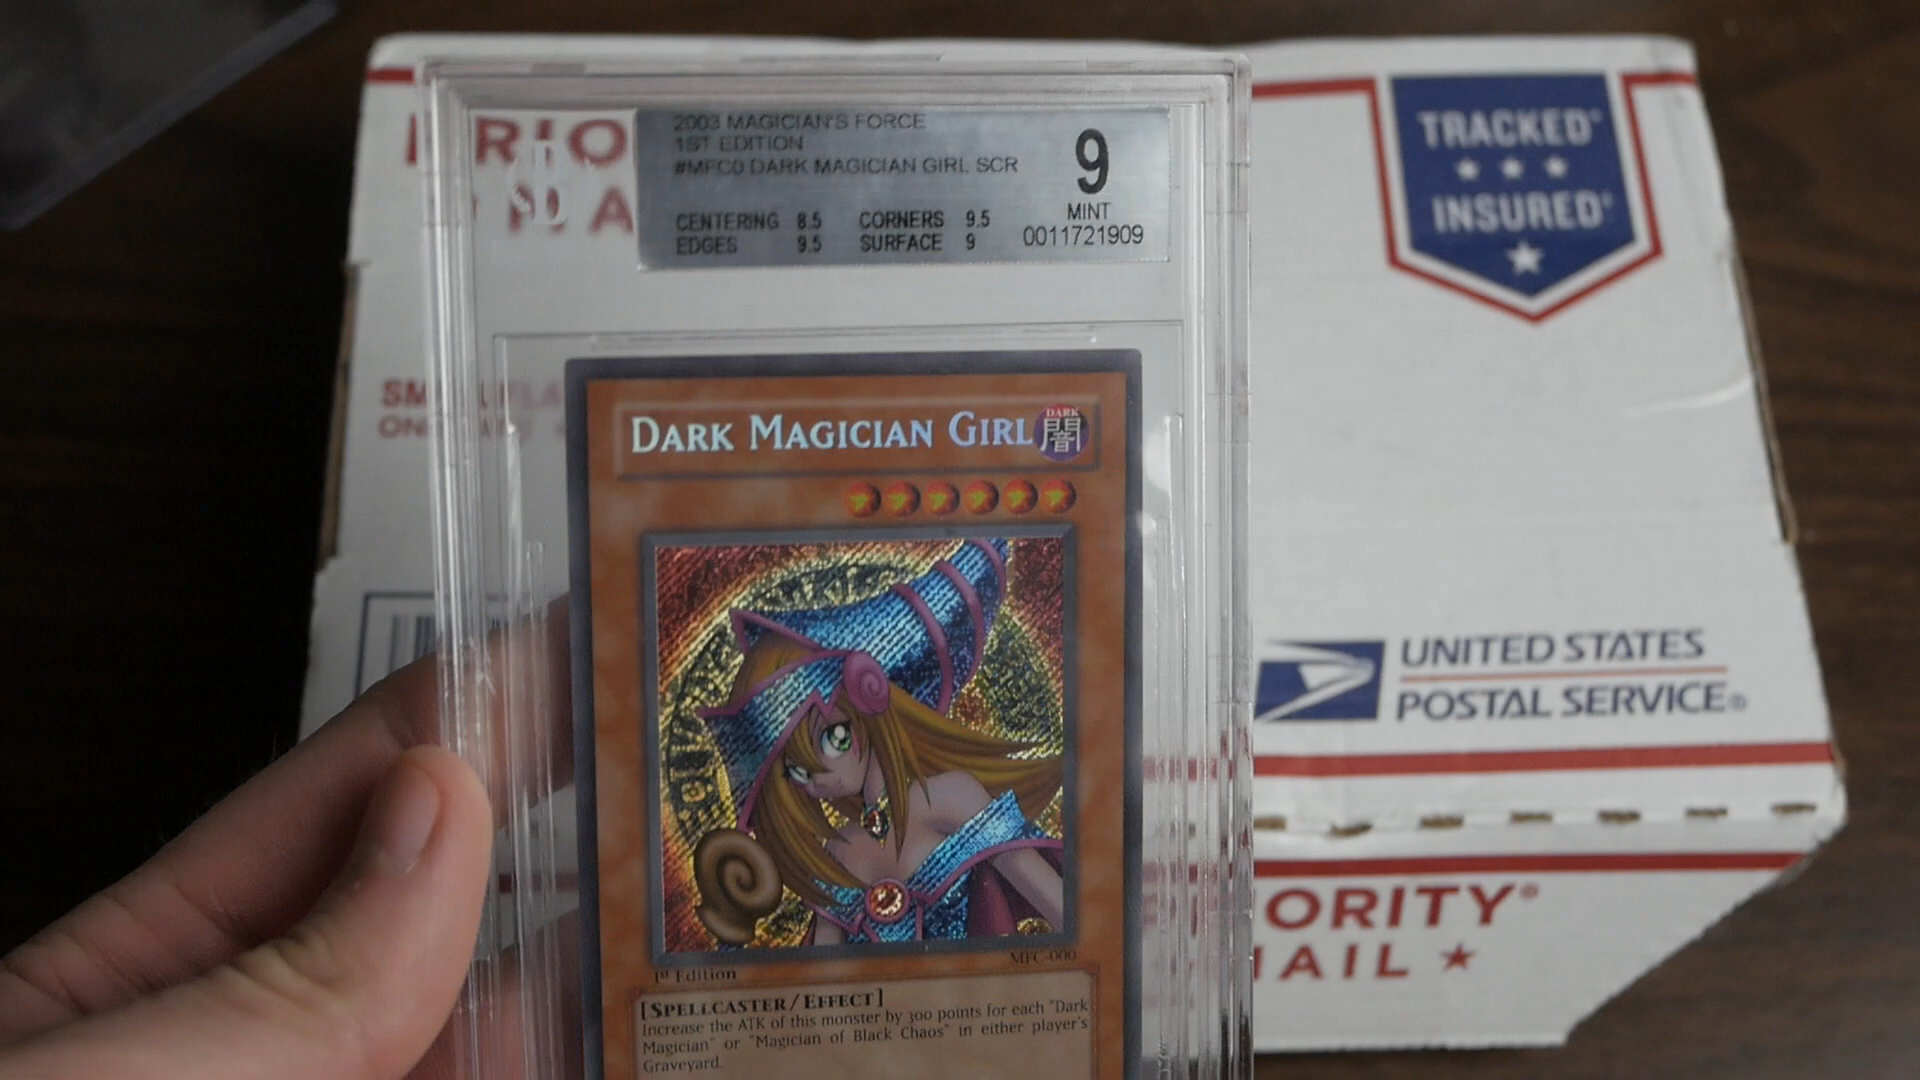 2003 MAGICIAN'S FORCE
1ST EDITION
#MFC0 DARK MAGICIAN GIRL SCR
9
MINT
0011721909
CENTERING 8.5 CORNERS 9.5
EDGES 9.5 SURFACE 9
TRACKED
INSURED
DARK MAGICIAN GIRL
DARK
闇
MFC-000
1st Edition
[SPELLCASTER/EFFECT]
Increase the ATK of this monster by 300 points for each "Dark
Magician" or "Magician of Black Chaos" in either player's
Graveyard.
UNITED STATES
POSTAL SERVICE®
ORITY®
AIL